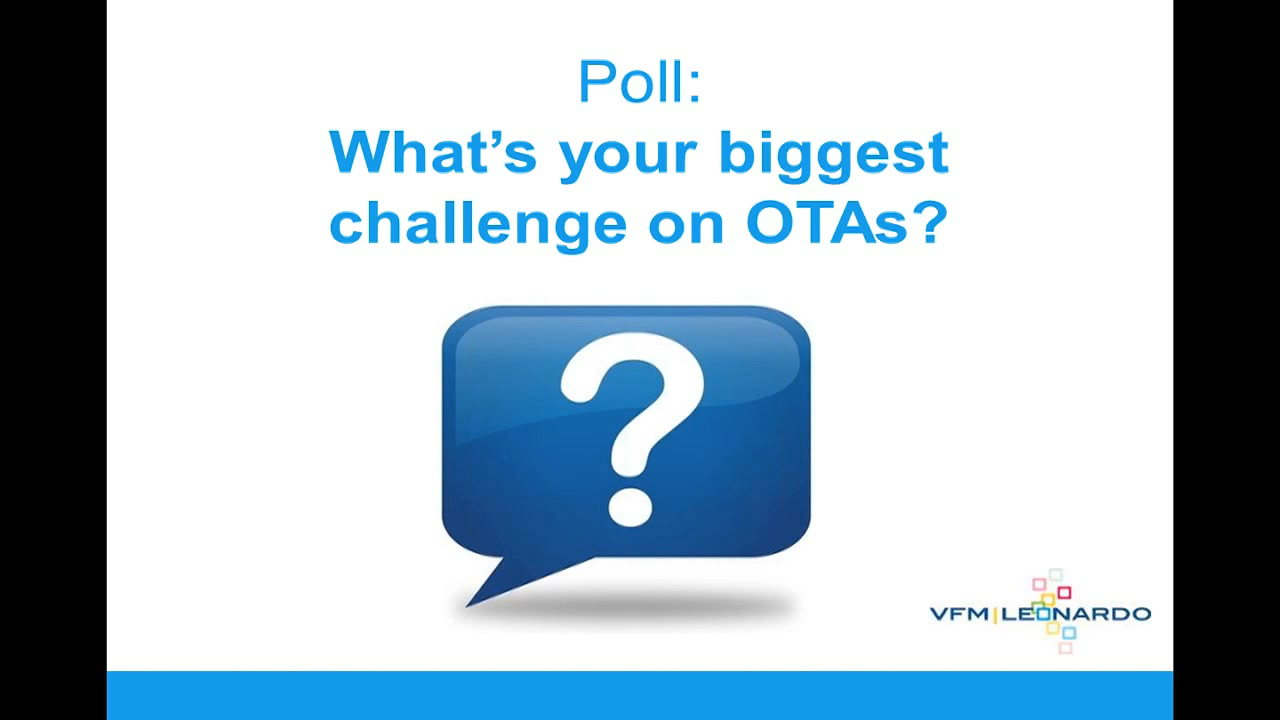 Poll:
What’s your biggest
challenge on OTAs?
?
VFM|LEONARDO